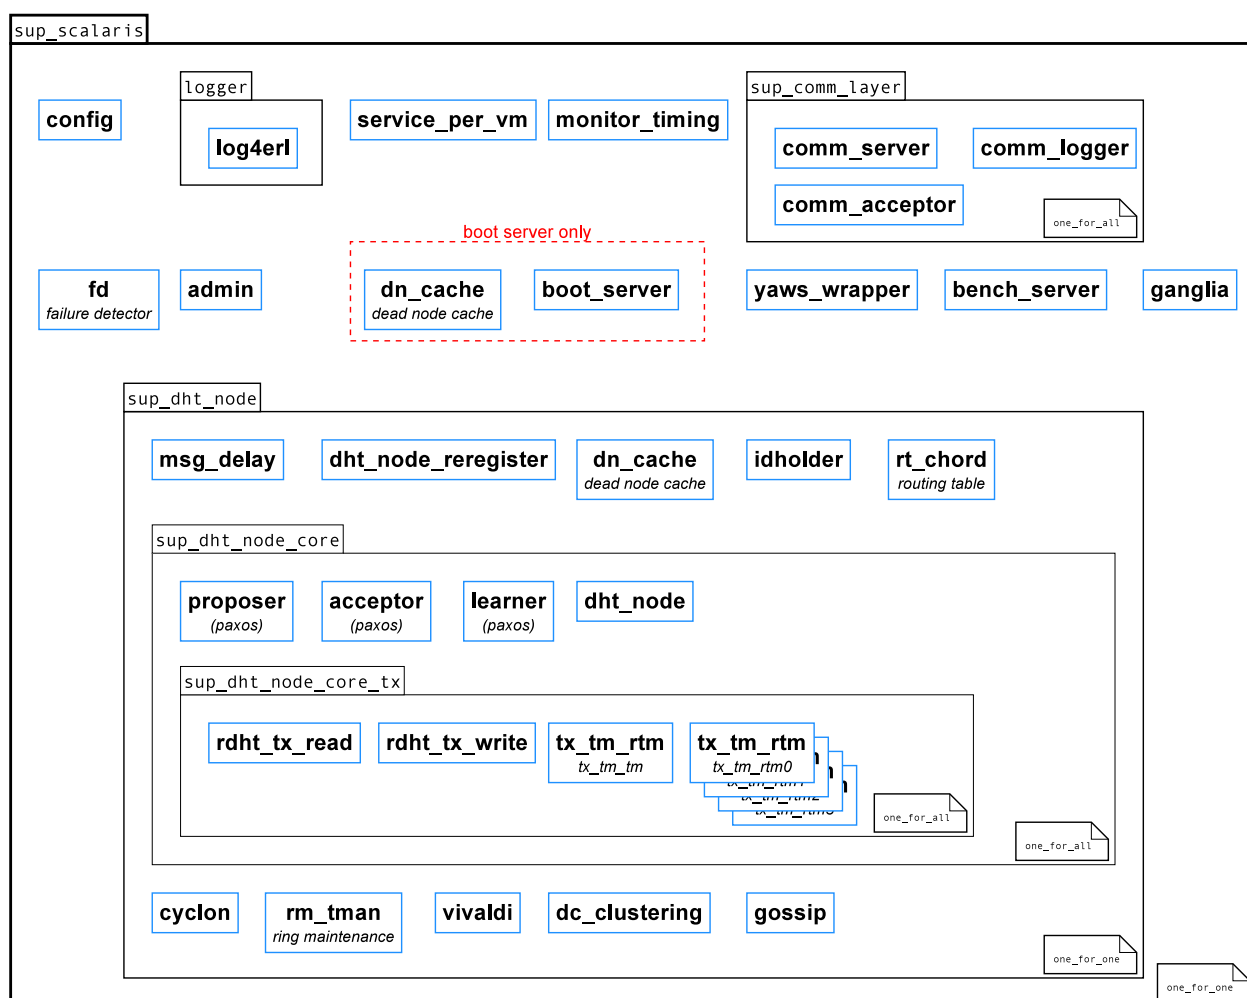 sup_scalaris
logger
sup_comm_layer
config
log4erl
service_per_vm
monitor_timing
comm_server
comm_logger
comm_acceptor
one_for_all
boot server only
fd
failure detector
admin
dn_cache
dead node cache
boot_server
yaws_wrapper
bench_server
ganglia
sup_dht_node
msg_delay
dht_node_reregister
dn_cache
dead node cache
idholder
rt_chord
routing table
sup_dht_node_core
proposer
(paxos)
acceptor
(paxos)
learner
(paxos)
dht_node
sup_dht_node_core_tx
rdht_tx_read
rdht_tx_write
tx_tm_rtm
tx_tm_tm
tx_tm_rtm
tx_tm_rtm0
one_for_all
one_for_all
cyclon
rm_tman
ring maintenance
vivaldi
dc_clustering
gossip
one_for_one
one_for_one